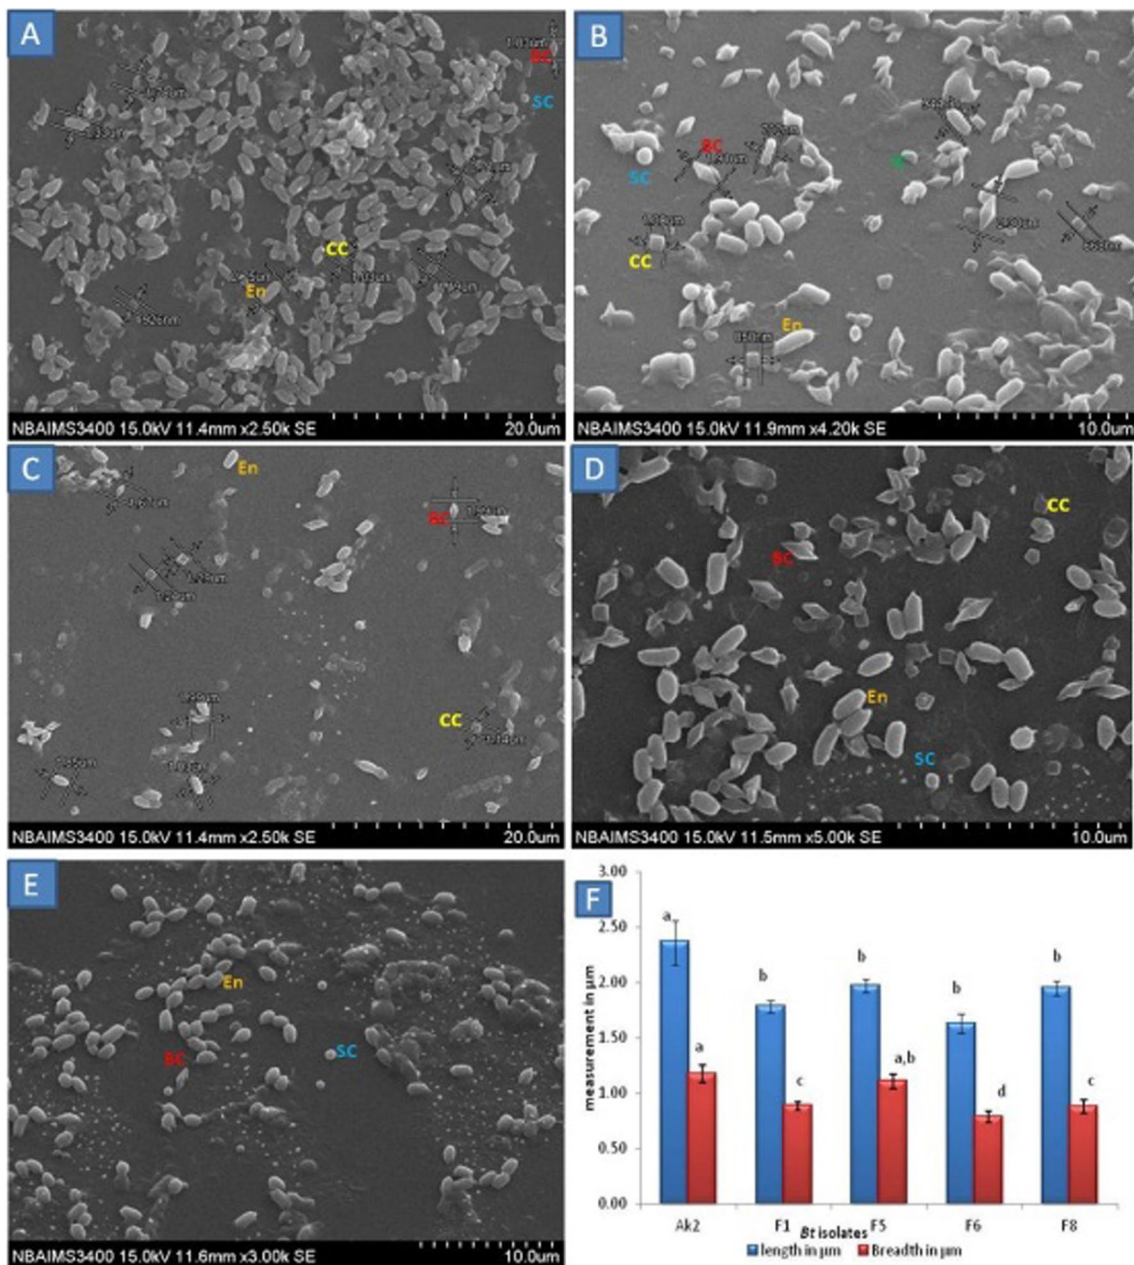 A
1.83um
BC
SC
CC
En
926nm
NBAIMS3400 15.0kV 11.4mm x2.50k SE 20.0um
B
BC
SC
CC
En
NBAIMS3400 15.0kV 11.9mm x4.20k SE 10.0um
C
En
BC
1.24um
CC
NBAIMS3400 15.0kV 11.4mm x2.50k SE 20.0um
D
CC
BC
En
SC
NBAIMS3400 15.0kV 11.5mm x5.00k SE 10.0um
E
En
BC
SC
NBAIMS3400 15.0kV 11.6mm x3.00k SE 10.0um
F
measurement in µm
3.00
2.50
2.00
1.50
1.00
0.50
0.00
a
a
b
c
b
a,b
b
d
b
c
Ak2 F1 F5 F6 F8
Bt isolates
length in µm Breadth in µm